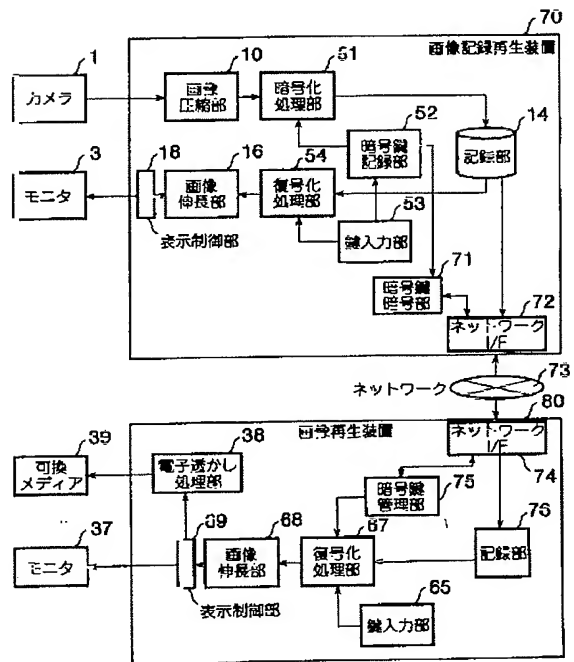 70
画像記録再生装置
1
カメラ
10
画像
圧縮部
51
暗号化
処理部
52
暗号鍵
記録部
14
記録部
3
モニタ
18
表示制御部
16
画像
伸長部
54
復号化
処理部
53
鍵入力部
71
暗号鍵
暗号部
72
ネットワーク
I/F
ネットワーク
73
80
画像再生装置
ネットワーク
I/F
74
39
可換
メディア
38
電子透かし
処理部
75
暗号鍵
管理部
76
記録部
37
モニタ
69
表示制御部
68
画像
伸長部
67
復号化
処理部
65
鍵入力部